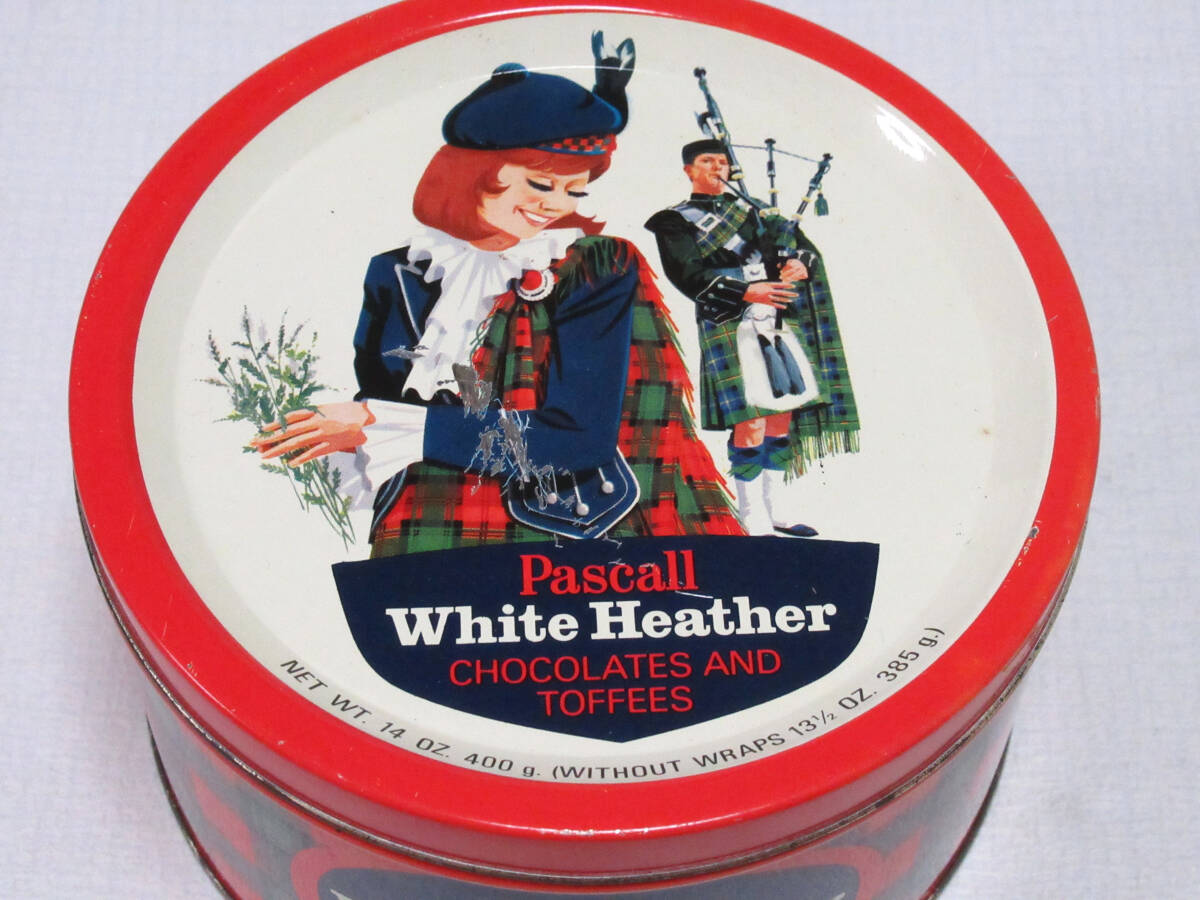 Pascall
White Heather
CHOCOLATES AND
TOFFEES
NET WT. 14 OZ. 400 g. (WITHOUT WRAPS 13½ OZ. 385 g.)